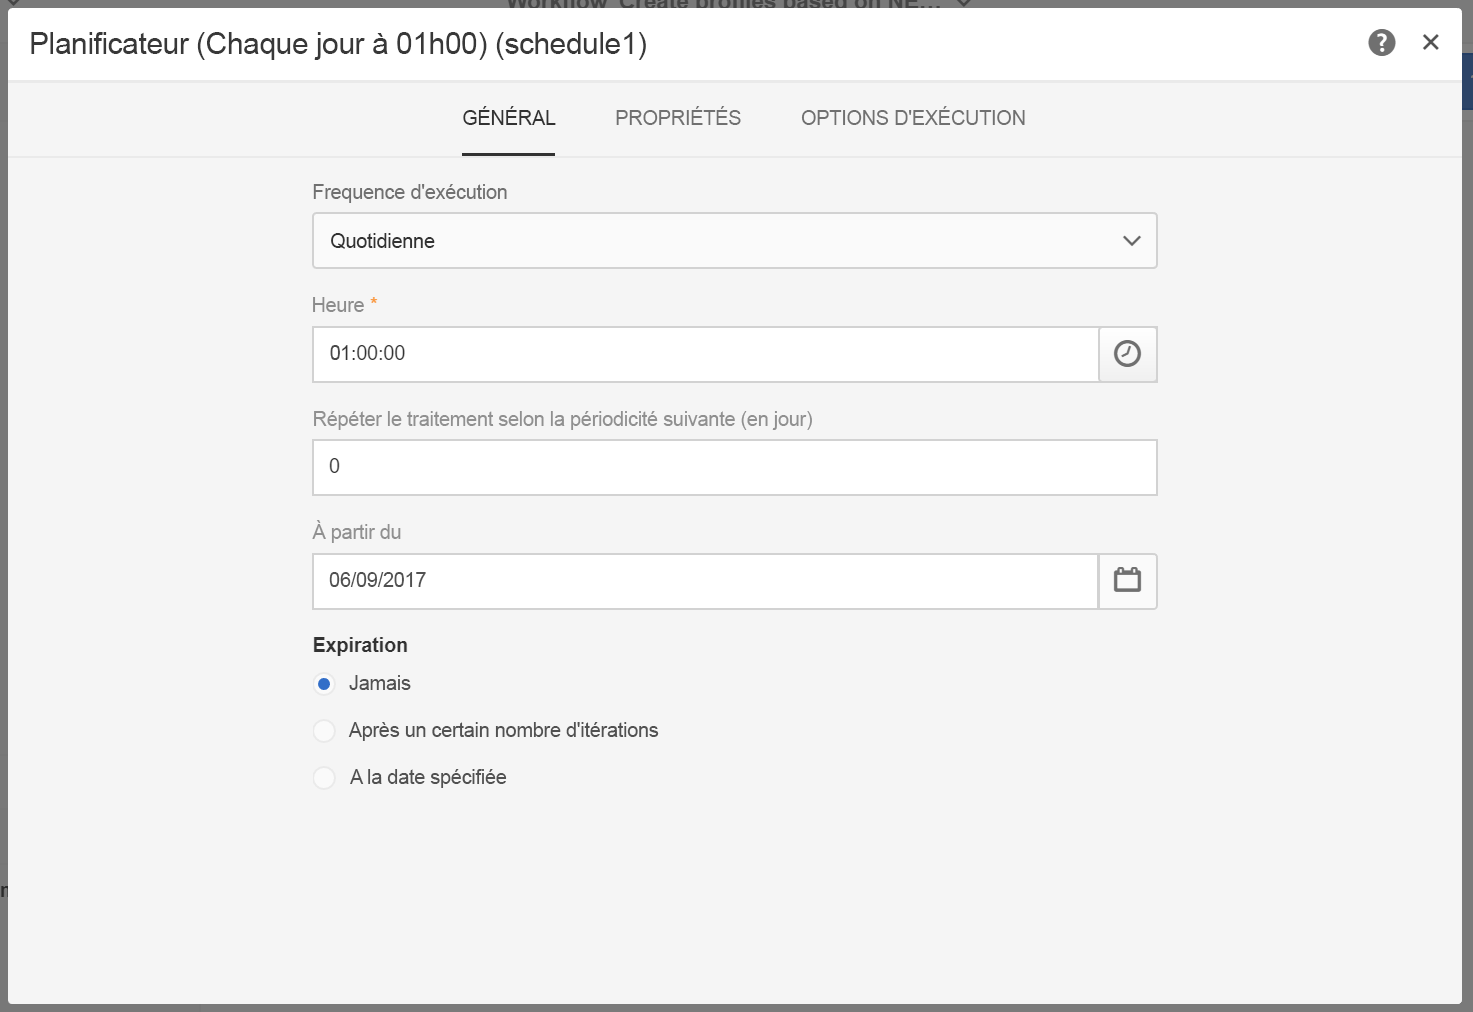 Workflow 'Create profiles based on NE...
Planificateur (Chaque jour à 01h00) (schedule1)
GÉNÉRAL PROPRIÉTÉS OPTIONS D'EXÉCUTION
Frequence d'exécution
Quotidienne
Heure *
01:00:00
Répéter le traitement selon la périodicité suivante (en jour)
0
À partir du
06/09/2017
Expiration
Jamais
Après un certain nombre d'itérations
A la date spécifiée